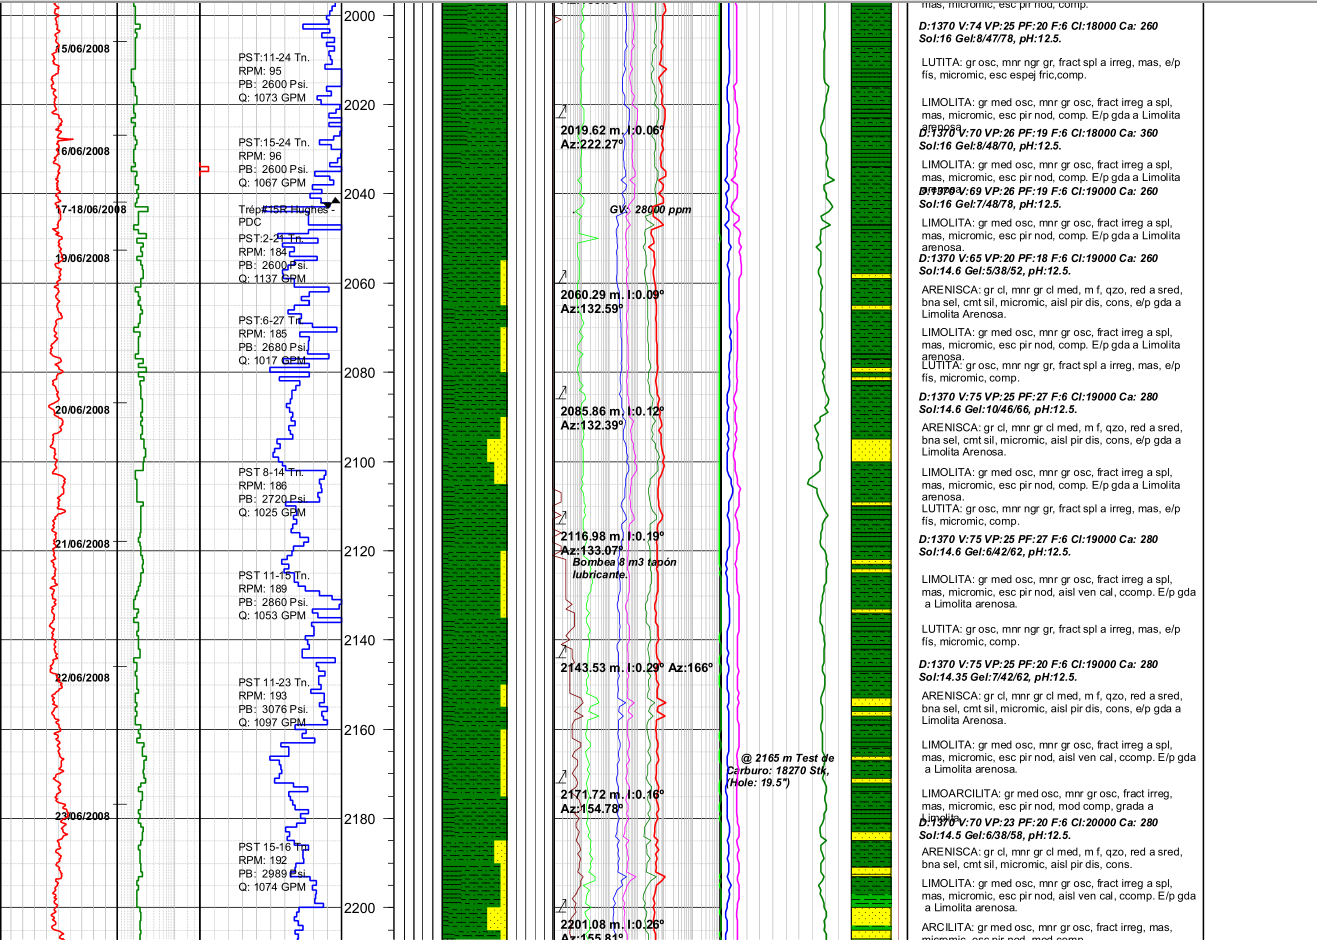 mas, micromic, esc pir nod, comp.
2000
D:1370 V:74 VP:25 PF:20 F:6 Cl:18000 Ca: 260
Sol:16 Gel:8/47/78, pH:12.5.
15/06/2008
PST:11-24 Tn.
RPM: 95
PB: 2600 Psi.
Q: 1073 GPM
LUTITA: gr osc, mnr ngr gr, fract spl a irreg, mas, e/p
fís, micromic, esc espej fric,comp.
2020
LIMOLITA: gr med osc, mnr gr osc, fract irreg a spl,
mas, micromic, esc pir nod, comp. E/p gda a Limolita
arenosa.
2019.62 m. I:0.06º
Az:222.27º
D:1370 V:70 VP:26 PF:19 F:6 Cl:18000 Ca: 360
Sol:16 Gel:8/48/70, pH:12.5.
16/06/2008
PST:15-24 Tn.
RPM: 96
PB: 2600 Psi.
Q: 1067 GPM
LIMOLITA: gr med osc, mnr gr osc, fract irreg a spl,
mas, micromic, esc pir nod, comp. E/p gda a Limolita
arenosa.
2040
D:1370 V:69 VP:26 PF:19 F:6 Cl:19000 Ca: 260
Sol:16 Gel:7/48/78, pH:12.5.
17-18/06/2008
Trép#15R Hughes -
PDC
GV: 28000 ppm
LIMOLITA: gr med osc, mnr gr osc, fract irreg a spl,
mas, micromic, esc pir nod, comp. E/p gda a Limolita
arenosa.
PST:2-21 Tn.
RPM: 184
PB: 2600 Psi.
Q: 1137 GPM
19/06/2008
D:1370 V:65 VP:20 PF:18 F:6 Cl:19000 Ca: 260
Sol:14.6 Gel:5/38/52, pH:12.5.
2060
2060.29 m. I:0.09º
Az:132.59º
ARENISCA: gr cl, mnr gr cl med, m f, qzo, red a sred,
bna sel, cmt sil, micromic, aisl pir dis, cons, e/p gda a
Limolita Arenosa.
PST:6-27 Tn.
RPM: 185
PB: 2680 Psi.
Q: 1017 GPM
LIMOLITA: gr med osc, mnr gr osc, fract irreg a spl,
mas, micromic, esc pir nod, comp. E/p gda a Limolita
arenosa.
LUTITA: gr osc, mnr ngr gr, fract spl a irreg, mas, e/p
fís, micromic, comp.
2080
20/06/2008
2085.86 m. I:0.12º
Az:132.39º
D:1370 V:75 VP:25 PF:27 F:6 Cl:19000 Ca: 280
Sol:14.6 Gel:10/46/66, pH:12.5.
ARENISCA: gr cl, mnr gr cl med, m f, qzo, red a sred,
bna sel, cmt sil, micromic, aisl pir dis, cons, e/p gda a
Limolita Arenosa.
2100
PST 8-14 Tn.
RPM: 186
PB: 2720 Psi
Q: 1025 GPM
LIMOLITA: gr med osc, mnr gr osc, fract irreg a spl,
mas, micromic, esc pir nod, comp. E/p gda a Limolita
arenosa.
LUTITA: gr osc, mnr ngr gr, fract spl a irreg, mas, e/p
fís, micromic, comp.
21/06/2008
2120
2116.98 m. I:0.19º
Az:133.07º
Bombea 8 m3 tapón
lubricante.
D:1370 V:75 VP:25 PF:27 F:6 Cl:19000 Ca: 280
Sol:14.6 Gel:6/42/62, pH:12.5.
PST 11-15 Tn.
RPM: 189
PB: 2860 Psi.
Q: 1053 GPM
LIMOLITA: gr med osc, mnr gr osc, fract irreg a spl,
mas, micromic, esc pir nod, aisl ven cal, ccomp. E/p gda
a Limolita arenosa.
LUTITA: gr osc, mnr ngr gr, fract spl a irreg, mas, e/p
fís, micromic, comp.
2140
2143.53 m. I:0.29º Az:166º
D:1370 V:75 VP:25 PF:20 F:6 Cl:19000 Ca: 280
Sol:14.35 Gel:7/42/62, pH:12.5.
22/06/2008
PST 11-23 Tn.
RPM: 193
PB: 3076 Psi.
Q: 1097 GPM
ARENISCA: gr cl, mnr gr cl med, m f, qzo, red a sred,
bna sel, cmt sil, micromic, aisl pir dis, cons, e/p gda a
Limolita Arenosa.
2160
@ 2165 m Test de
Carburo: 18270 Stk,
(Hole: 19.5")
LIMOLITA: gr med osc, mnr gr osc, fract irreg a spl,
mas, micromic, esc pir nod, aisl ven cal, ccomp. E/p gda
a Limolita arenosa.
2171.72 m. I:0.16º
Az:154.78º
LIMOARCILITA: gr med osc, mnr gr osc, fract irreg,
mas, micromic, esc pir nod, mod comp, grada a
Limolita.
2180
23/06/2008
D:1370 V:70 VP:23 PF:20 F:6 Cl:20000 Ca: 280
Sol:14.5 Gel:6/38/58, pH:12.5.
PST 15-16 Tn.
RPM: 192
PB: 2989 Psi
Q: 1074 GPM
ARENISCA: gr cl, mnr gr cl med, m f, qzo, red a sred,
bna sel, cmt sil, micromic, aisl pir dis, cons.
LIMOLITA: gr med osc, mnr gr osc, fract irreg a spl,
mas, micromic, esc pir nod, aisl ven cal, ccomp. E/p gda
a Limolita arenosa.
2200
2201.08 m. I:0.26º
Az:155.81º
ARCILITA: gr med osc, mnr gr osc, fract irreg, mas,
micromic, esc pir nod, mod comp.